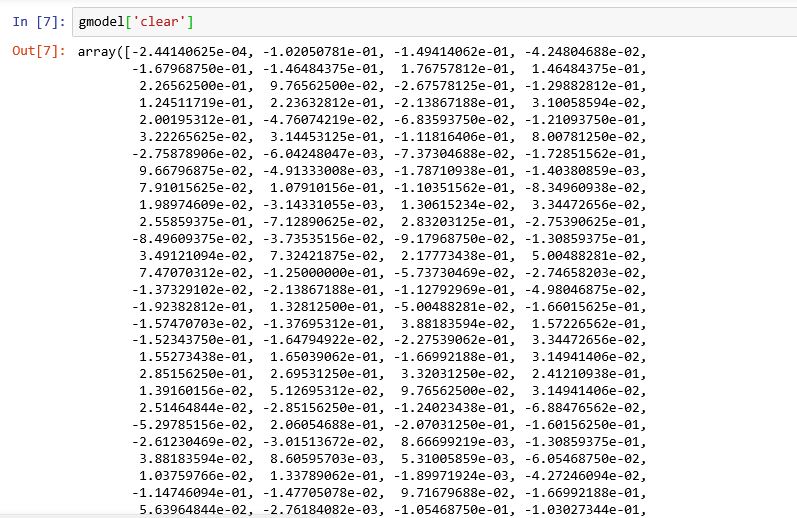 In [7]: gmodel['clear']
Out[7]: array([-2.44140625e-04, -1.02050781e-01, -1.49414062e-01, -4.24804688e-02,
-1.67968750e-01, -1.46484375e-01, 1.76757812e-01, 1.46484375e-01,
2.26562500e-01, 9.76562500e-02, -2.67578125e-01, -1.29882812e-01,
1.24511719e-01, 2.23632812e-01, -2.13867188e-01, 3.10058594e-02,
2.00195312e-01, -4.76074219e-02, -6.83593750e-02, -1.21093750e-01,
3.22265625e-02, 3.14453125e-01, -1.11816406e-01, 8.00781250e-02,
-2.75878906e-02, -6.04248047e-03, -7.37304688e-02, -1.72851562e-01,
9.66796875e-02, -4.91333008e-03, -1.78710938e-01, -1.40380859e-03,
7.91015625e-02, 1.07910156e-01, -1.10351562e-01, -8.34960938e-02,
1.98974609e-02, -3.14331055e-03, 1.30615234e-02, 3.34472656e-02,
2.55859375e-01, -7.12890625e-02, 2.83203125e-01, -2.75390625e-01,
-8.49609375e-02, -3.73535156e-02, -9.17968750e-02, -1.30859375e-01,
3.49121094e-02, 7.32421875e-02, 2.17773438e-01, 5.00488281e-02,
7.47070312e-02, -1.25000000e-01, -5.73730469e-02, -2.74658203e-02,
-1.37329102e-02, -2.13867188e-01, -1.12792969e-01, -4.98046875e-02,
-1.92382812e-01, 1.32812500e-01, -5.00488281e-02, -1.66015625e-01,
-1.57470703e-02, -1.37695312e-01, 3.88183594e-02, 1.57226562e-01,
-1.52343750e-01, -1.64794922e-02, -2.27539062e-01, 3.34472656e-02,
1.55273438e-01, 1.65039062e-01, -1.66992188e-01, 3.14941406e-02,
2.85156250e-01, 2.69531250e-01, 3.32031250e-02, 2.41210938e-01,
1.39160156e-02, 5.12695312e-02, 9.76562500e-02, 3.14941406e-02,
2.51464844e-02, -2.85156250e-01, -1.24023438e-01, -6.88476562e-02,
-5.29785156e-02, 2.06054688e-01, -2.07031250e-01, -1.60156250e-01,
-2.61230469e-02, -3.01513672e-02, 8.66699219e-03, -1.30859375e-01,
3.88183594e-02, 8.60595703e-03, 5.31005859e-03, -6.05468750e-02,
1.03759766e-02, 1.33789062e-01, -1.89971924e-03, -4.27246094e-02,
-1.14746094e-01, -1.47705078e-02, 9.71679688e-02, -1.66992188e-01,
5.63964844e-02, -2.76184082e-03, -1.05468750e-01, -1.03027344e-01,